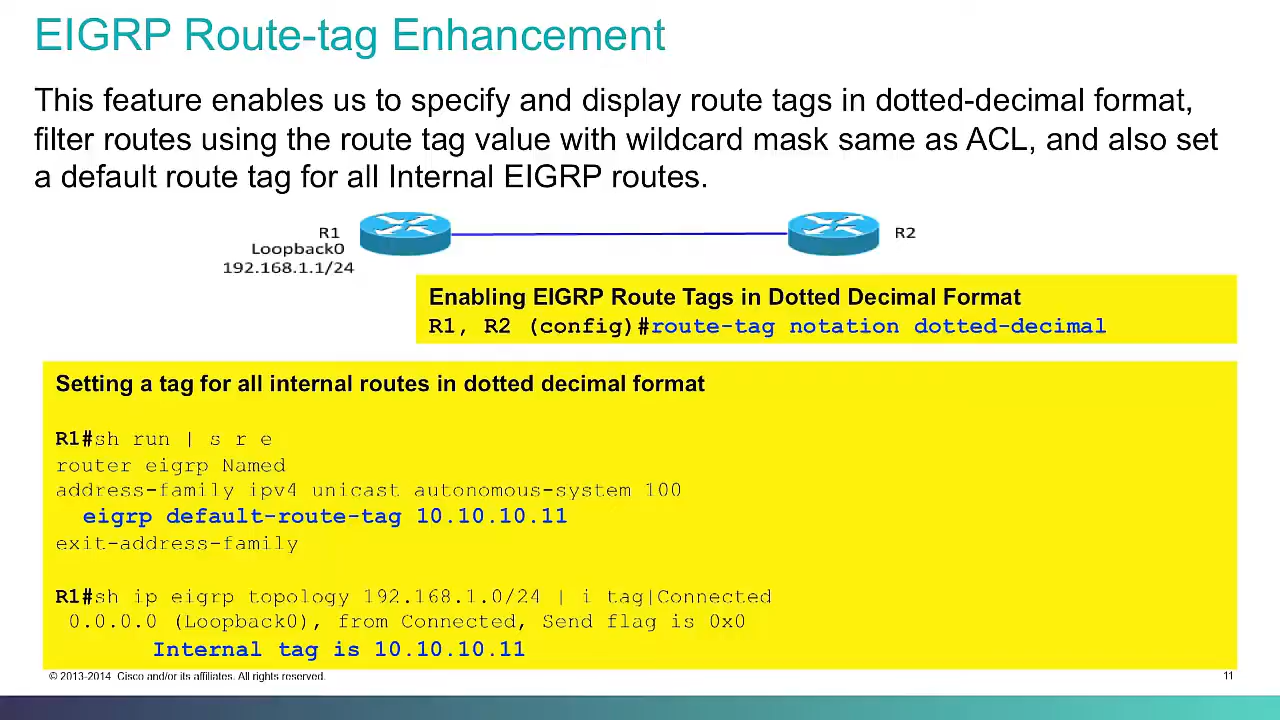 EIGRP Route-tag Enhancement
This feature enables us to specify and display route tags in dotted-decimal format,
filter routes using the route tag value with wildcard mask same as ACL, and also set
a default route tag for all Internal EIGRP routes.
R1
Loopback0
192.168.1.1/24
R2
Enabling EIGRP Route Tags in Dotted Decimal Format
R1, R2 (config)#route-tag notation dotted-decimal
Setting a tag for all internal routes in dotted decimal format
R1#sh run | s r e
router eigrp Named
address-family ipv4 unicast autonomous-system 100
eigrp default-route-tag 10.10.10.11
exit-address-family
R1#sh ip eigrp topology 192.168.1.0/24 | i tag|Connected
0.0.0.0 (Loopback0), from Connected, Send flag is 0x0
Internal tag is 10.10.10.11
© 2013-2014 Cisco and/or its affiliates. All rights reserved.
11